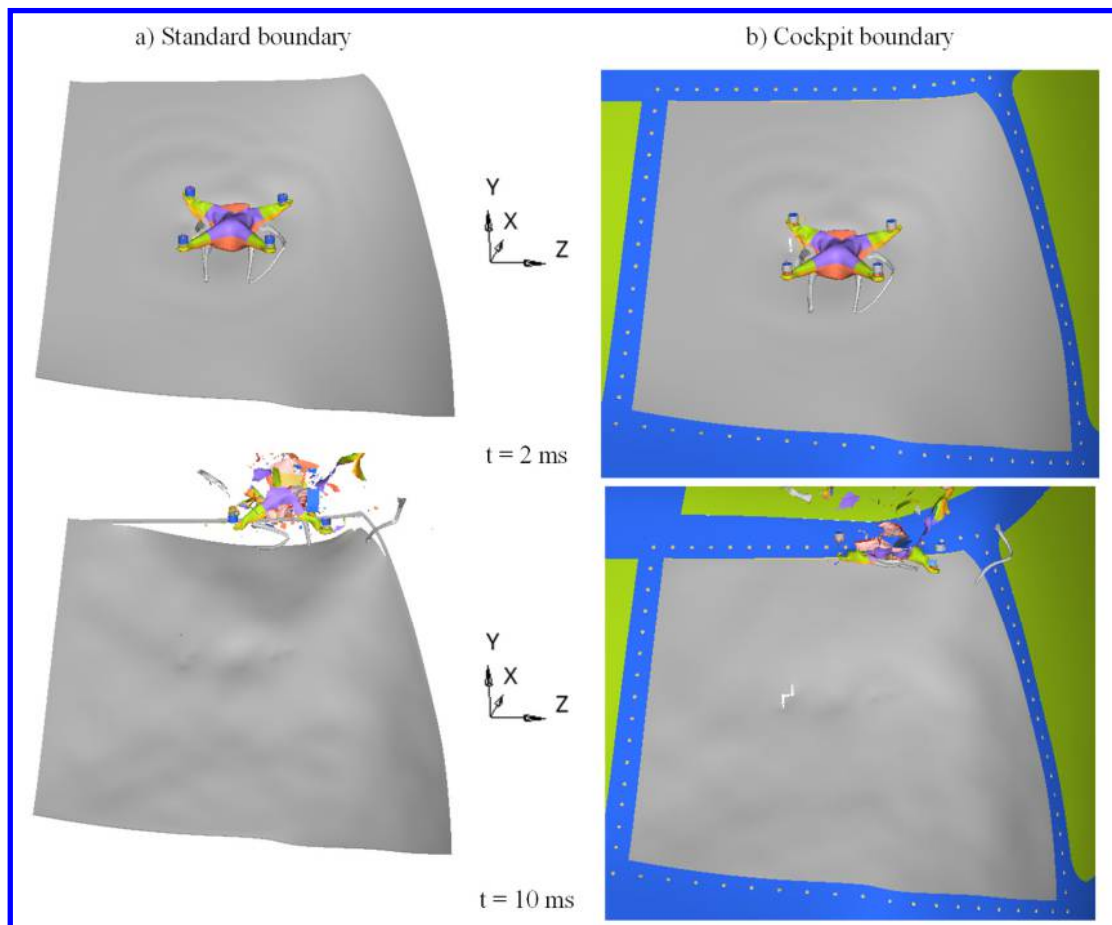 a) Standard boundary
b) Cockpit boundary
Y
X
Z
t = 2 ms
Y
X
Z
t = 10 ms